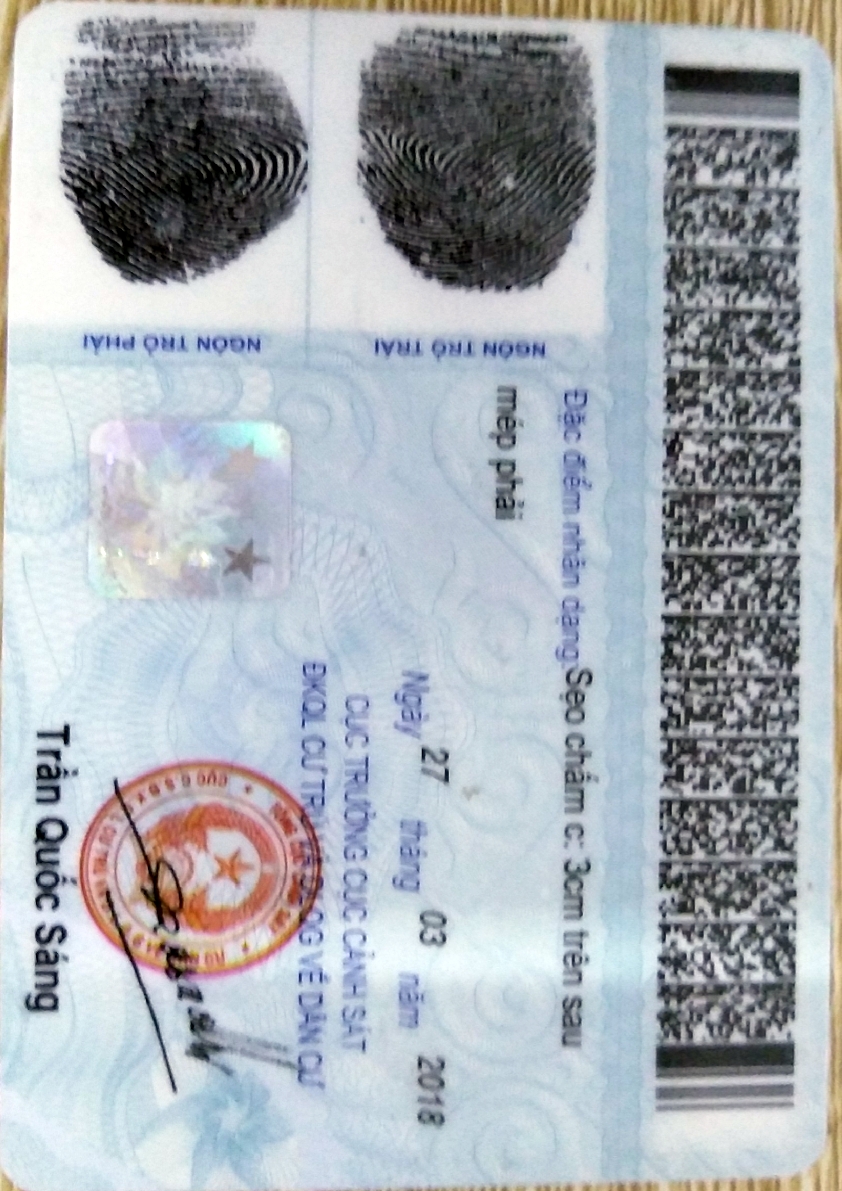 Đặc điểm nhận dạng: Sẹo chấm c: 3cm trên sau
mép phải
NGÓN TRỎ TRÁI
NGÓN TRỎ PHẢI
Ngày 27 tháng 03 năm 2018
CỤC TRƯỞNG CỤC CẢNH SÁT
ĐKQL CƯ TRÚ VÀ DLQG VỀ DÂN CƯ
Trần Quốc Sáng